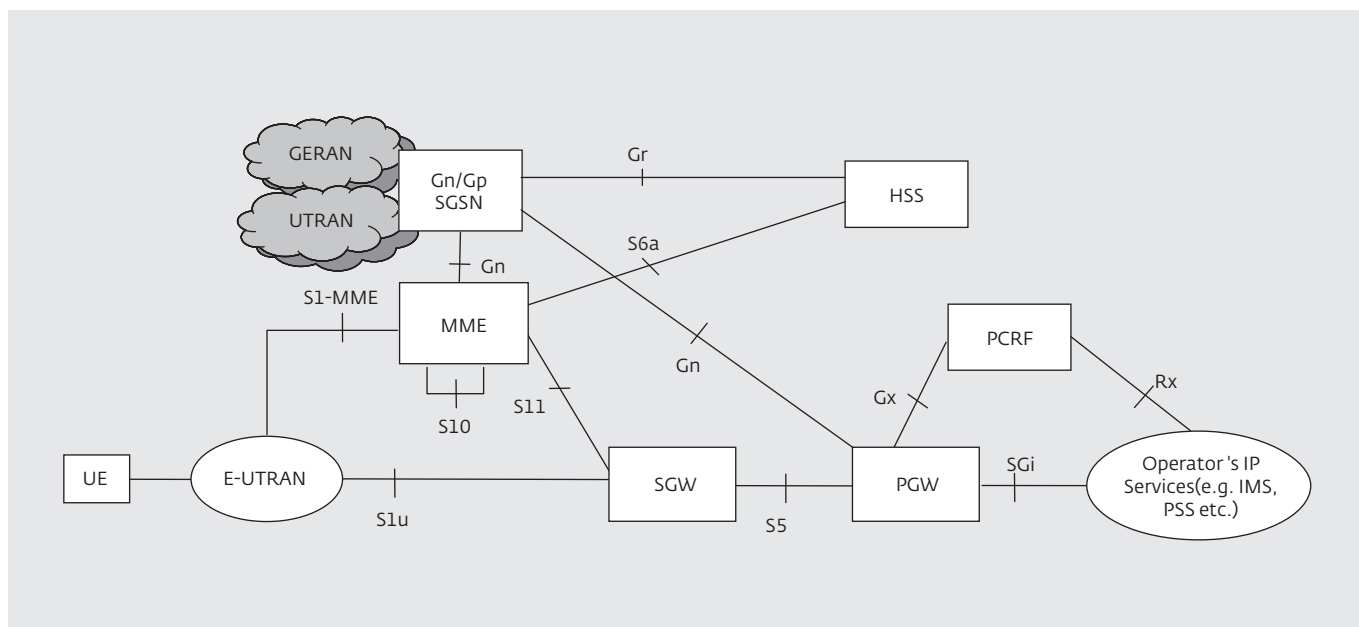 GERAN
UTRAN
Gn/Gp
SGSN
Gr
HSS
S6a
Gn
S1-MME
MME
PCRF
Gn
Gx
Rx
S11
S10
UE
E-UTRAN
S1u
SGW
S5
PGW
SGi
Operator's IP
Services(e.g. IMS,
PSS etc.)